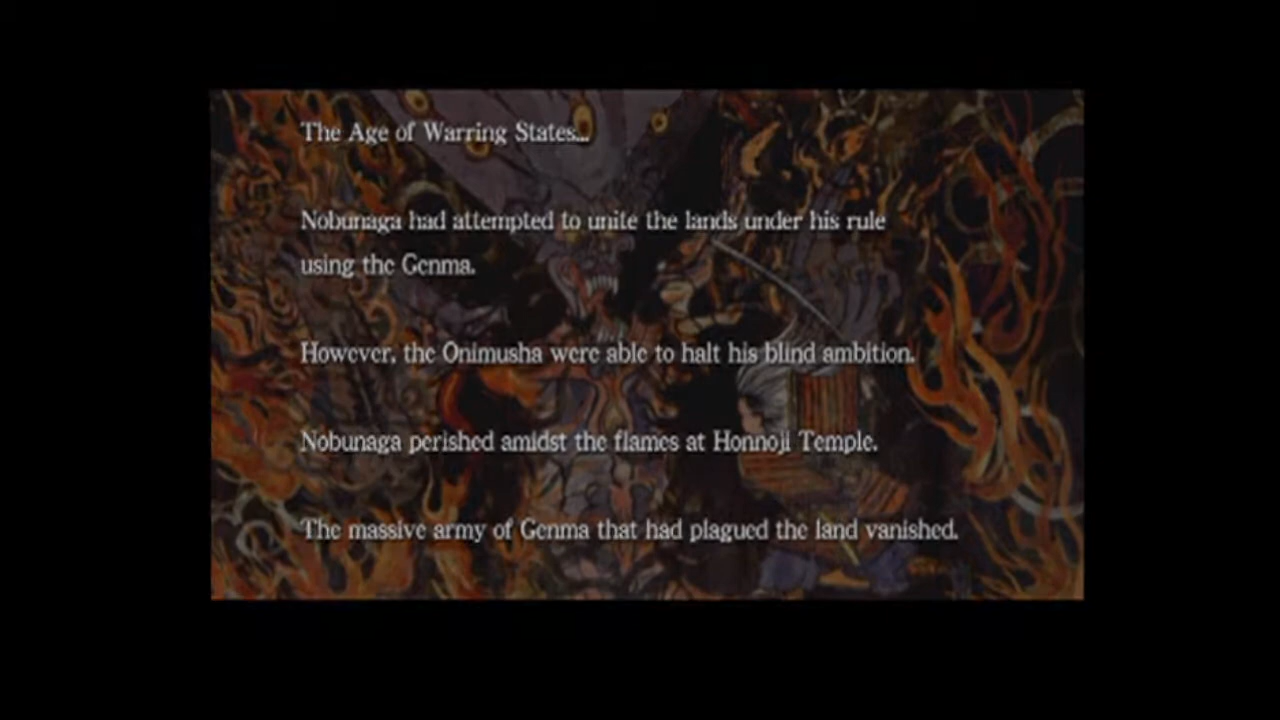 The Age of Warring States...
Nobunaga had attempted to unite the lands under his rule
using the Genma.
However, the Onimusha were able to halt his blind ambition.
Nobunaga perished amidst the flames at Honnoji Temple.
The massive army of Genma that had plagued the land vanished.